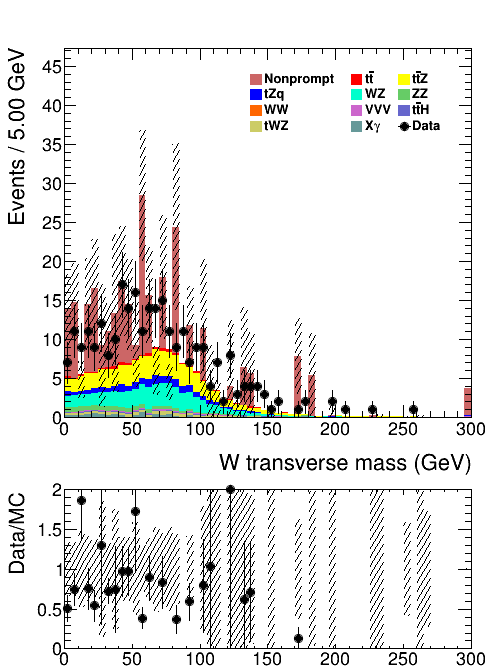 Events / 5.00 GeV
45
40
35
30
25
20
15
10
5
0
Nonprompt tt̄ tt̄Z
tZq WZ ZZ
WW VVV tt̄H
tWZ Xγ Data
0 50 100 150 200 250 300
W transverse mass (GeV)
Data/MC
2
1.5
1
0.5
0
0 50 100 150 200 250 300